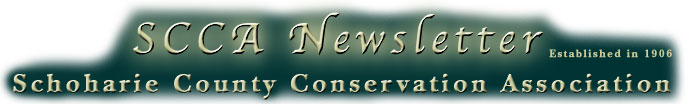 SCCA Newsletter
Established in 1906
Schoharie County Conservation Association